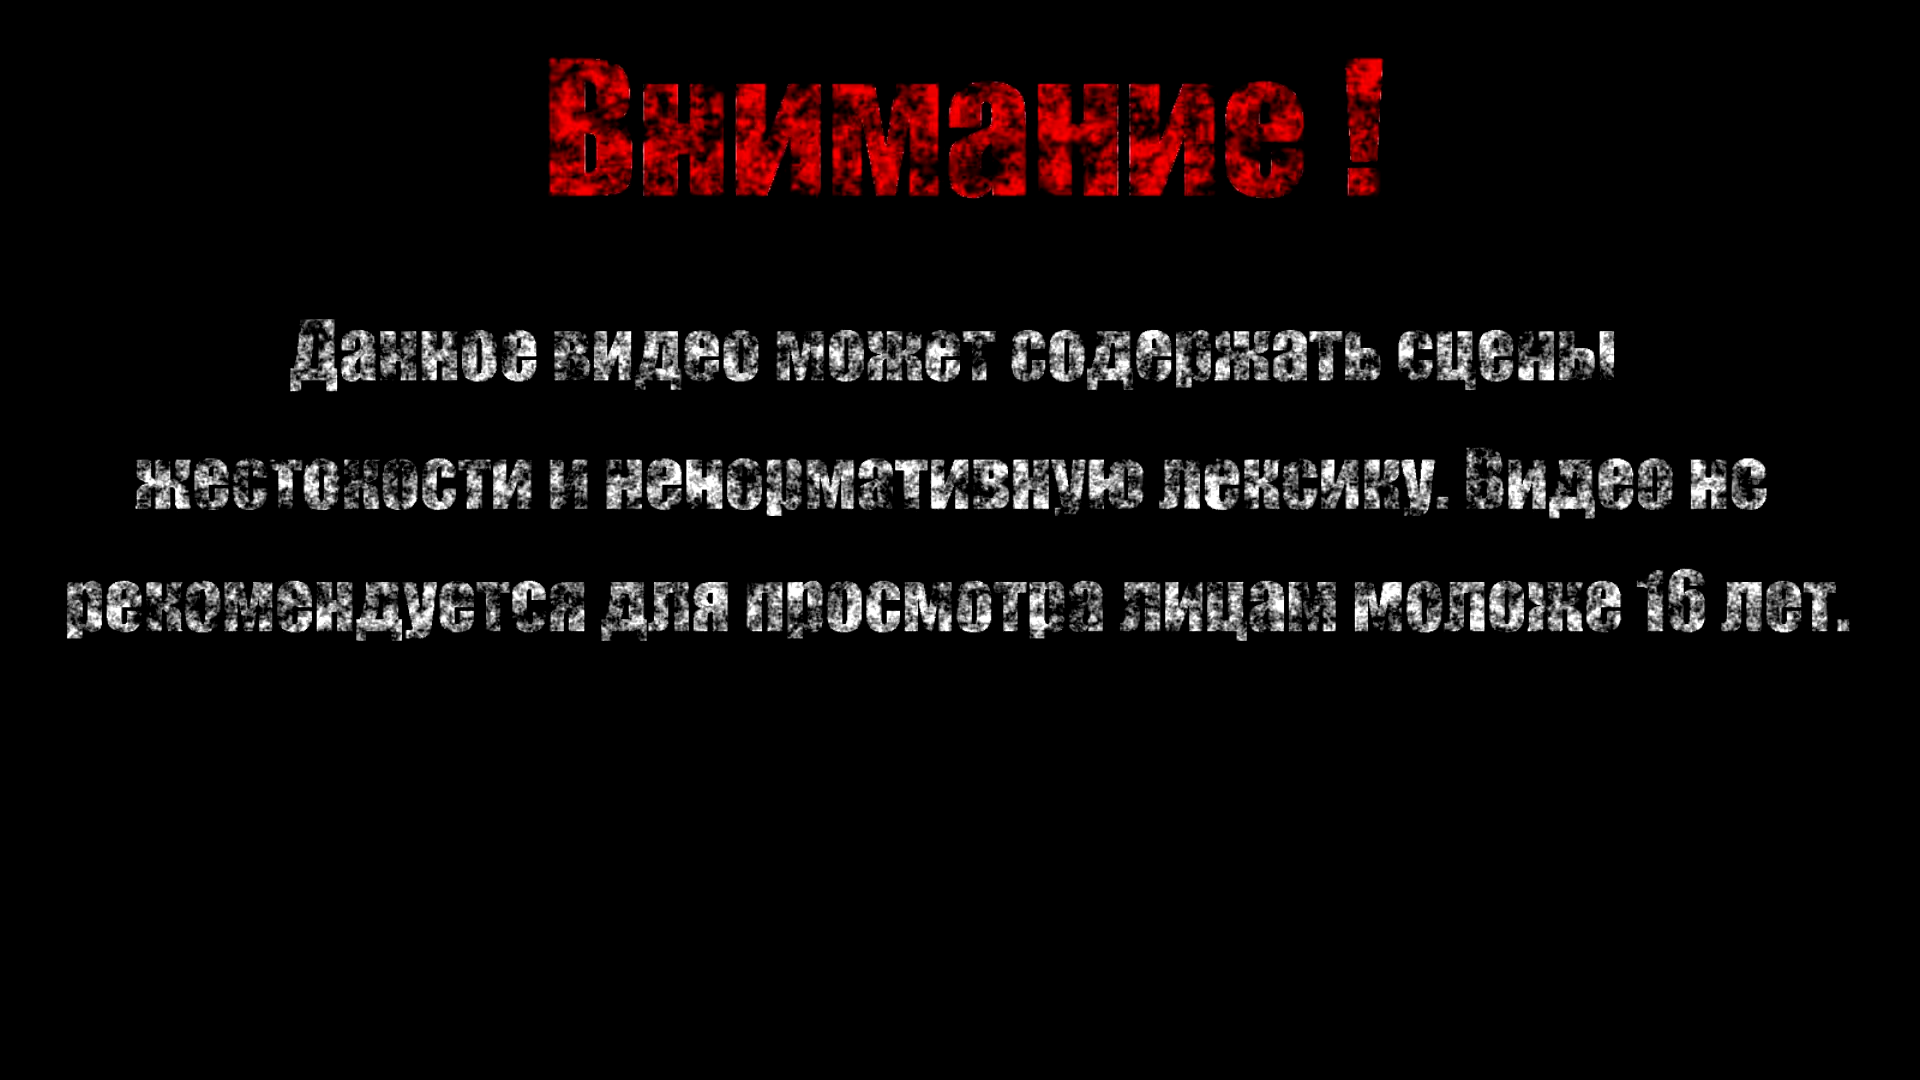 Внимание !
Данное видео может содержать сцены
жестокости и ненормативную лексику. Видео не
рекомендуется для просмотра лицам моложе 16 лет.